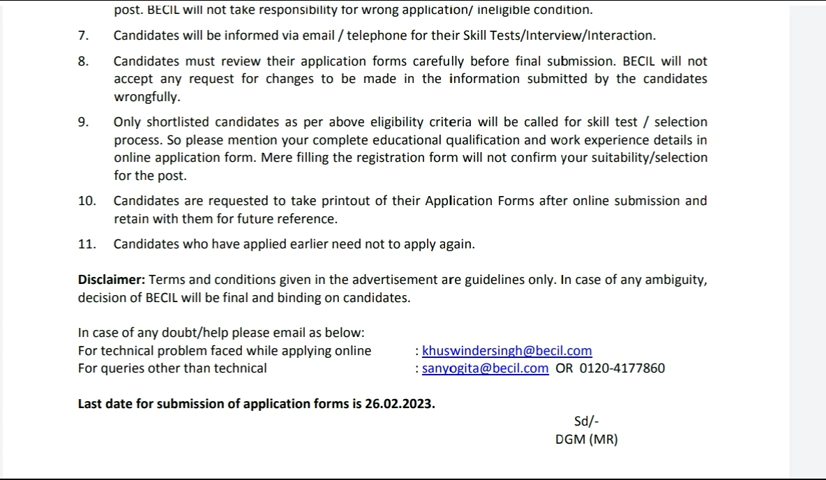 post. BECIL will not take responsibility for wrong application/ ineligible condition.
7. Candidates will be informed via email / telephone for their Skill Tests/Interview/Interaction.
8. Candidates must review their application forms carefully before final submission. BECIL will not
accept any request for changes to be made in the information submitted by the candidates
wrongfully.
9. Only shortlisted candidates as per above eligibility criteria will be called for skill test / selection
process. So please mention your complete educational qualification and work experience details in
online application form. Mere filling the registration form will not confirm your suitability/selection
for the post.
10. Candidates are requested to take printout of their Application Forms after online submission and
retain with them for future reference.
11. Candidates who have applied earlier need not to apply again.
Disclaimer: Terms and conditions given in the advertisement are guidelines only. In case of any ambiguity,
decision of BECIL will be final and binding on candidates.
In case of any doubt/help please email as below:
For technical problem faced while applying online : khuswindersingh@becil.com
For queries other than technical : sanyogita@becil.com OR 0120-4177860
Last date for submission of application forms is 26.02.2023.
Sd/-
DGM (MR)